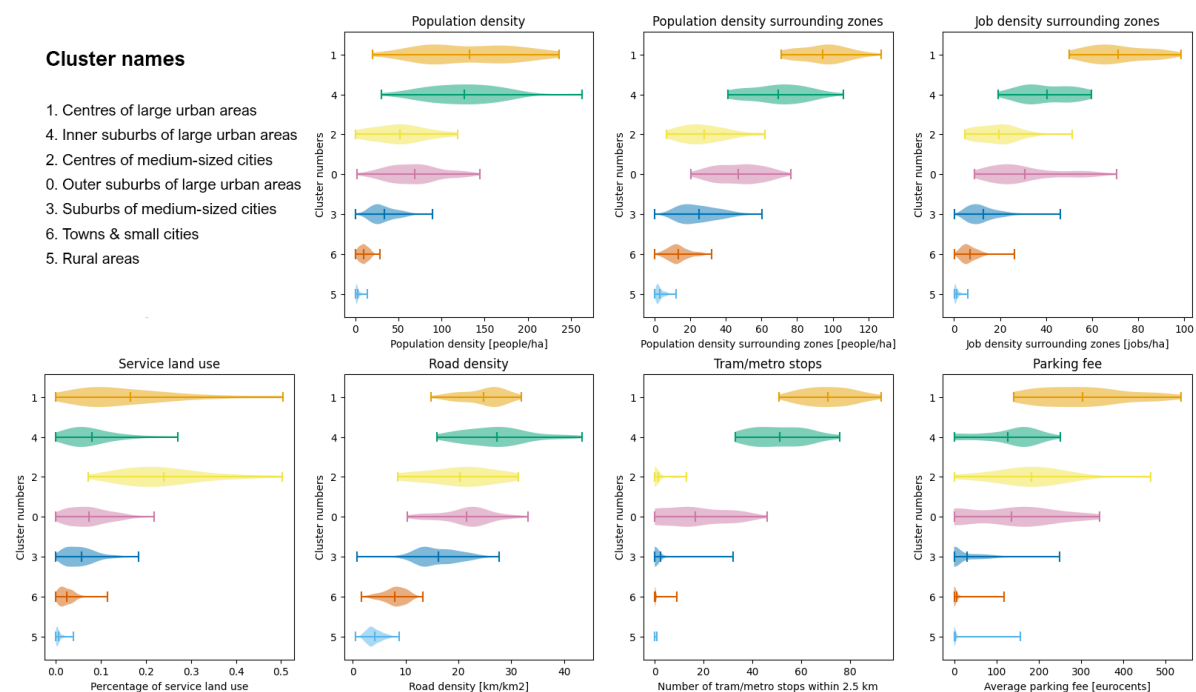 Cluster names
1. Centres of large urban areas
4. Inner suburbs of large urban areas
2. Centres of medium-sized cities
0. Outer suburbs of large urban areas
3. Suburbs of medium-sized cities
6. Towns & small cities
5. Rural areas
Population density
Cluster numbers
1
4
2
0
3
6
5
0 50 100 150 200 250
Population density [people/ha]
Population density surrounding zones
Cluster numbers
1
4
2
0
3
6
5
0 20 40 60 80 100 120
Population density surrounding zones [people/ha]
Job density surrounding zones
Cluster numbers
1
4
2
0
3
6
5
0 20 40 60 80 100
Job density surrounding zones [jobs/ha]
Service land use
Cluster numbers
1
4
2
0
3
6
5
0.0 0.1 0.2 0.3 0.4 0.5
Percentage of service land use
Road density
Cluster numbers
1
4
2
0
3
6
5
0 10 20 30 40
Road density [km/km2]
Tram/metro stops
Cluster numbers
1
4
2
0
3
6
5
0 20 40 60 80
Number of tram/metro stops within 2.5 km
Parking fee
Cluster numbers
1
4
2
0
3
6
5
0 100 200 300 400 500
Average parking fee [eurocents]